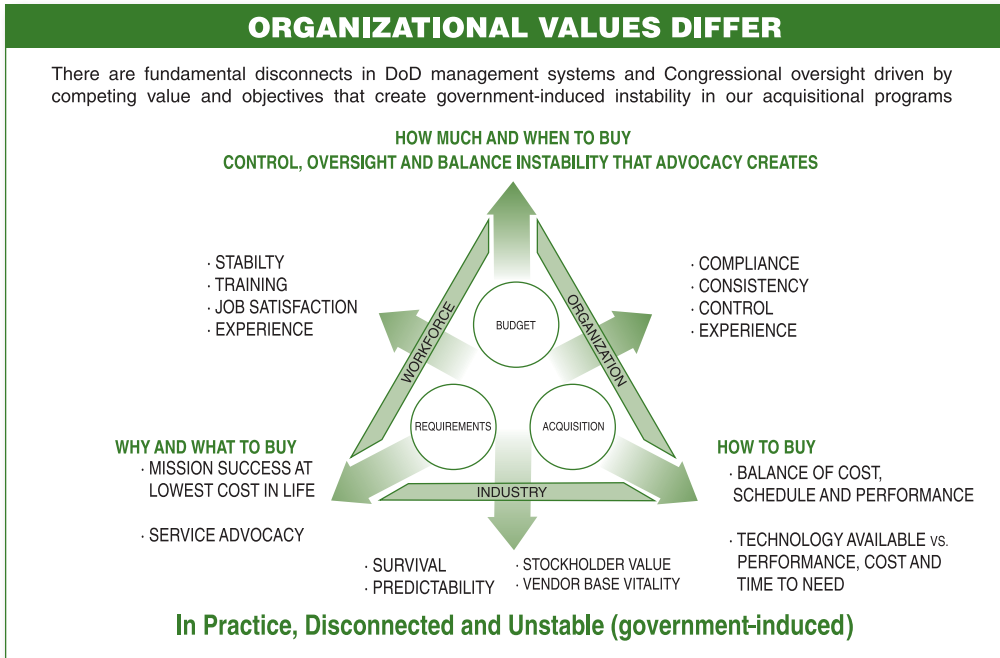 ORGANIZATIONAL VALUES DIFFER
There are fundamental disconnects in DoD management systems and Congressional oversight driven by
competing value and objectives that create government-induced instability in our acquisitional programs
HOW MUCH AND WHEN TO BUY
CONTROL, OVERSIGHT AND BALANCE INSTABILITY THAT ADVOCACY CREATES
· STABILTY
· TRAINING
· JOB SATISFACTION
· EXPERIENCE
· COMPLIANCE
· CONSISTENCY
· CONTROL
· EXPERIENCE
WORKFORCE
BUDGET
ORGANIZATION
REQUIREMENTS
ACQUISITION
INDUSTRY
WHY AND WHAT TO BUY
· MISSION SUCCESS AT
LOWEST COST IN LIFE
· SERVICE ADVOCACY
HOW TO BUY
· BALANCE OF COST,
SCHEDULE AND PERFORMANCE
· TECHNOLOGY AVAILABLE VS.
PERFORMANCE, COST AND
TIME TO NEED
· SURVIVAL
· PREDICTABILITY
· STOCKHOLDER VALUE
· VENDOR BASE VITALITY
In Practice, Disconnected and Unstable (government-induced)